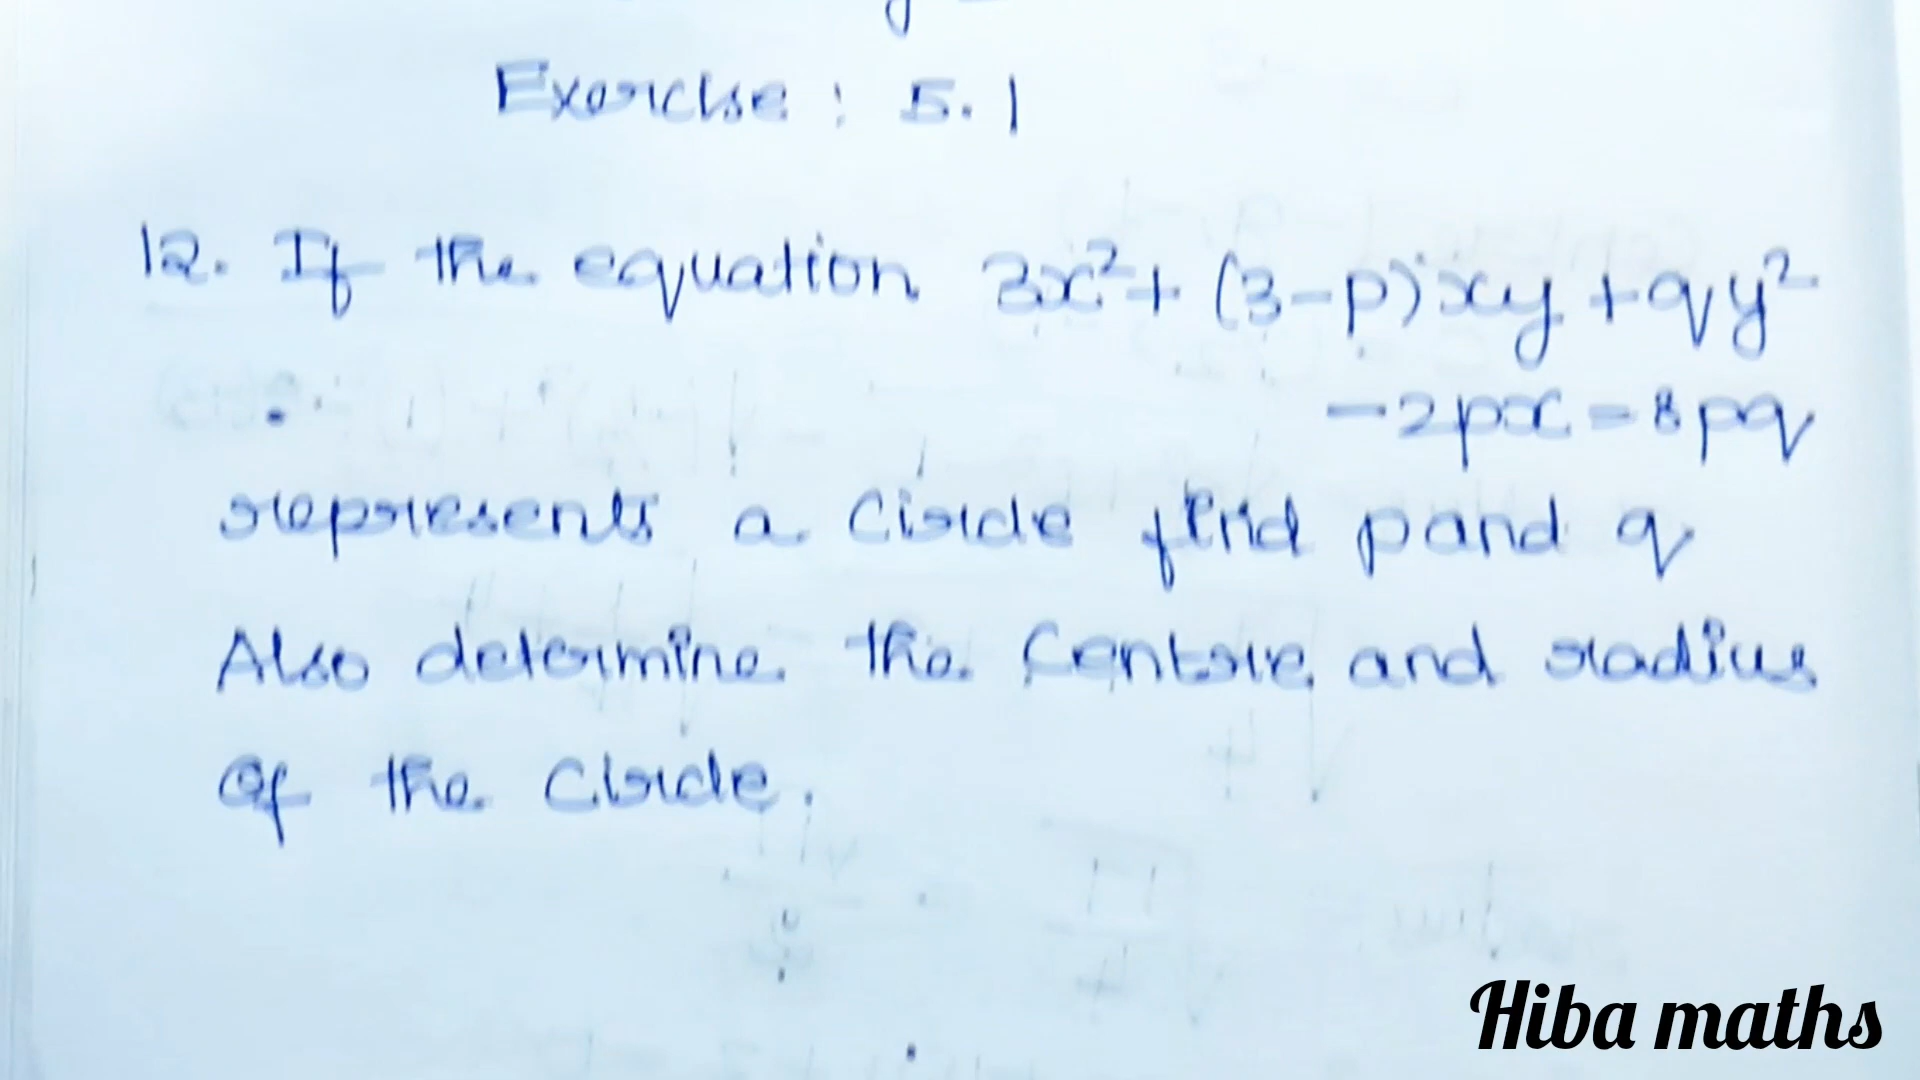 Exercise : 5.1
12. If the equation 3x²+(3-p)xy+qy²
-2px=8pq
represents a Circle find p and q
Also determine the Centre and radius
Of the Circle.
Hiba maths